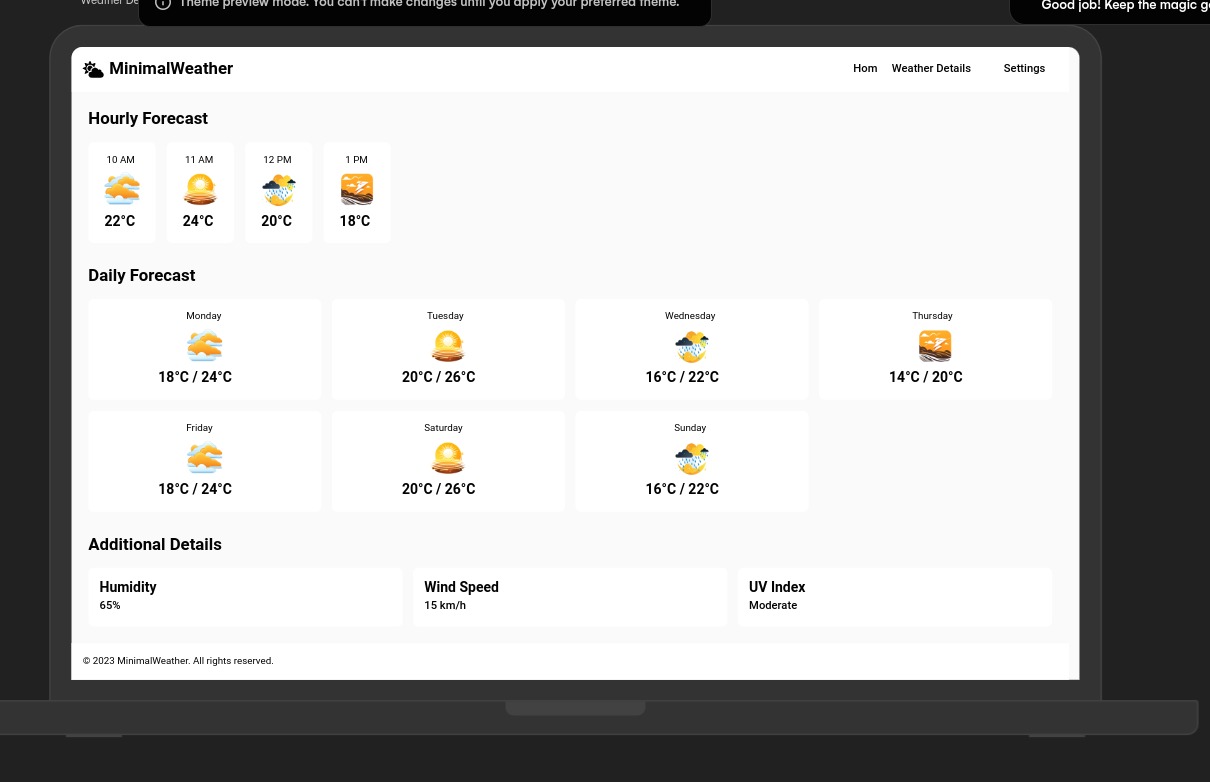 Weather De
Theme preview mode. You can't make changes until you apply your preferred theme.
Good job! Keep the magic g
MinimalWeather
Hom
Weather Details
Settings
Hourly Forecast
10 AM
11 AM
12 PM
1 PM
22°C
24°C
20°C
18°C
Daily Forecast
Monday
Tuesday
Wednesday
Thursday
18°C / 24°C
20°C / 26°C
16°C / 22°C
14°C / 20°C
Friday
Saturday
Sunday
18°C / 24°C
20°C / 26°C
16°C / 22°C
Additional Details
Humidity
Wind Speed
UV Index
65%
15 km/h
Moderate
© 2023 MinimalWeather. All rights reserved.